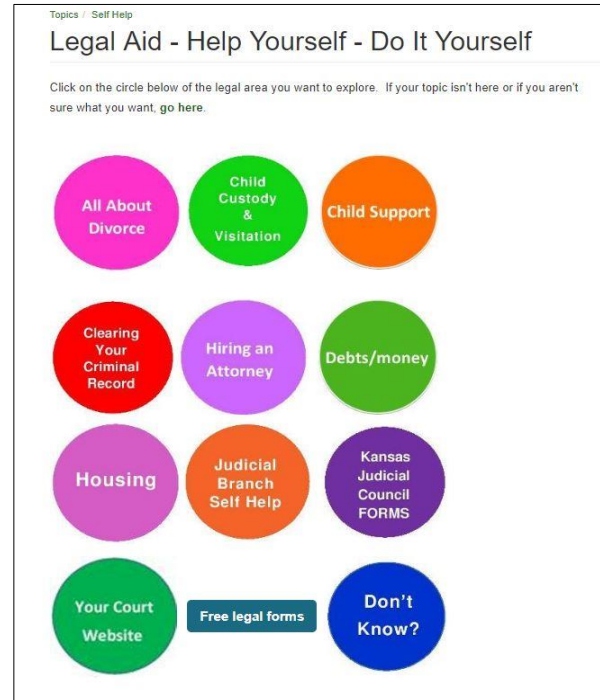 Topics / Self Help
Legal Aid - Help Yourself - Do It Yourself
Click on the circle below of the legal area you want to explore. If your topic isn't here or if you aren't
sure what you want, go here.
All About
Divorce
Child
Custody
&
Visitation
Child Support
Clearing
Your
Criminal
Record
Hiring an
Attorney
Debts/money
Housing
Judicial
Branch
Self Help
Kansas
Judicial
Council
FORMS
Your Court
Website
Free legal forms
Don't
Know?